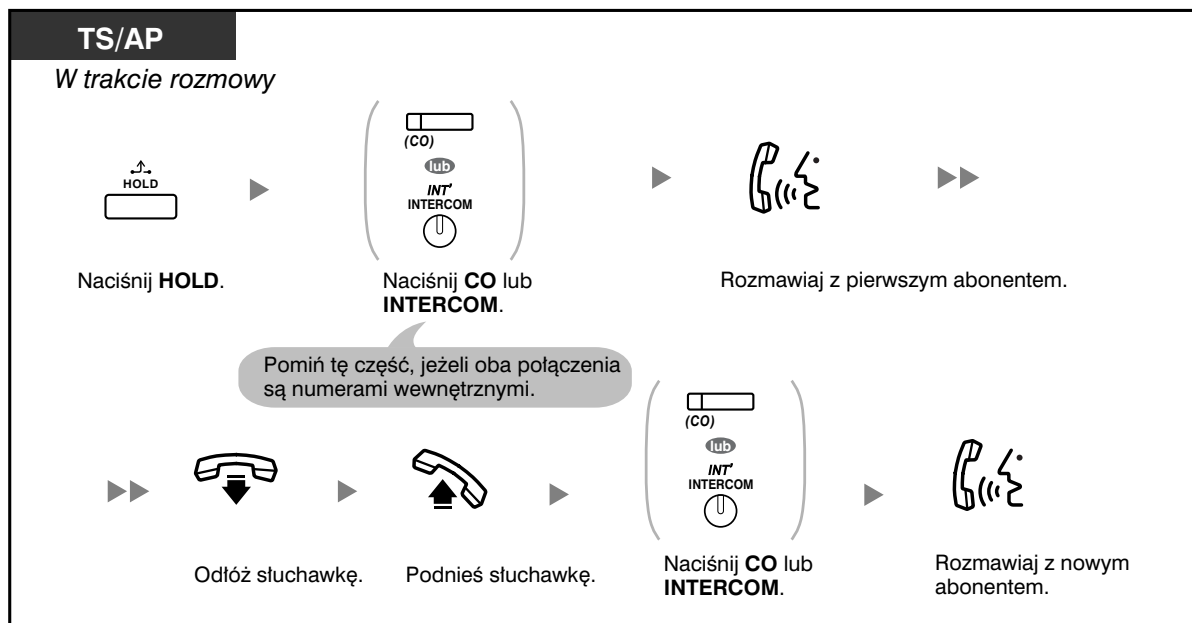 TS/AP
W trakcie rozmowy
HOLD
Naciśnij HOLD.
(CO)
lub
INT'
INTERCOM
Naciśnij CO lub
INTERCOM.
Rozmawiaj z pierwszym abonentem.
Pomiń tę część, jeżeli oba połączenia
są numerami wewnętrznymi.
Odłóż słuchawkę.
Podnieś słuchawkę.
(CO)
lub
INT'
INTERCOM
Naciśnij CO lub
INTERCOM.
Rozmawiaj z nowym
abonentem.